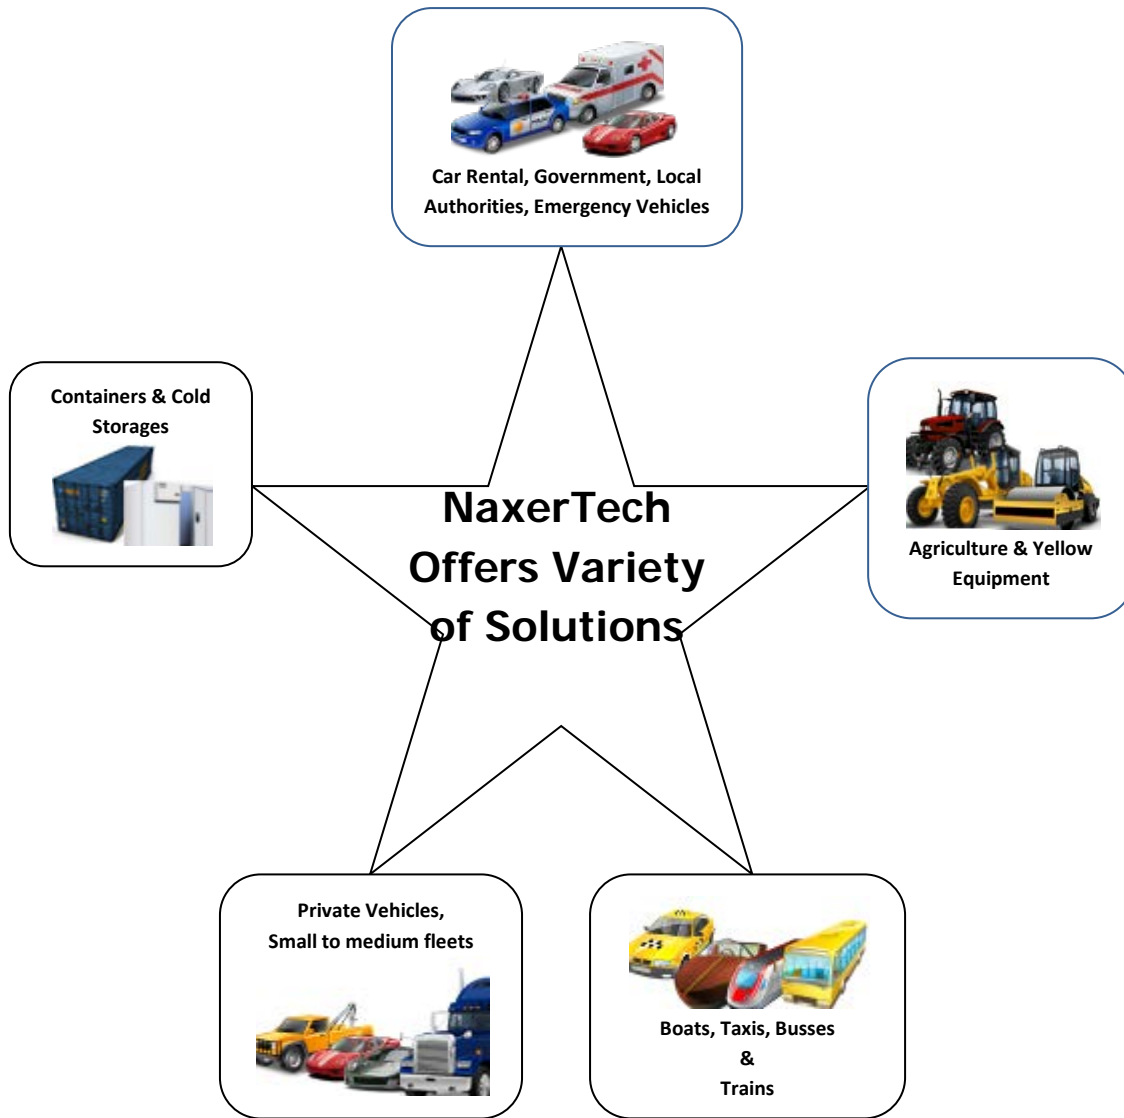 Car Rental, Government, Local
Authorities, Emergency Vehicles
Containers & Cold
Storages
NaxerTech
Offers Variety
of Solutions
Agriculture & Yellow
Equipment
Private Vehicles,
Small to medium fleets
Boats, Taxis, Busses
&
Trains